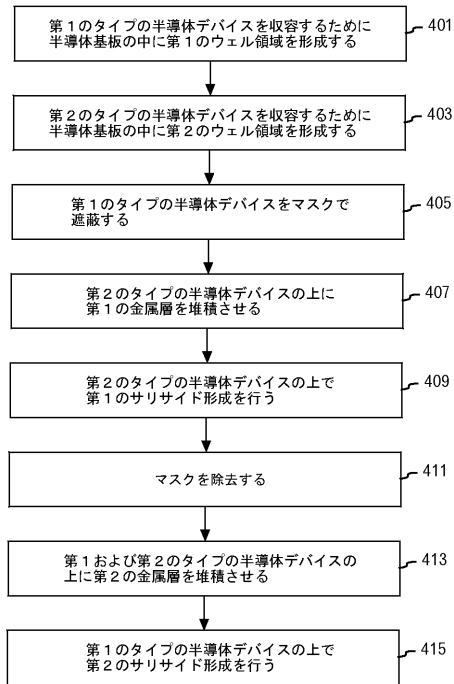 第1のタイプの半導体デバイスを収容するために
半導体基板の中に第1のウェル領域を形成する
401
第2のタイプの半導体デバイスを収容するために
半導体基板の中に第2のウェル領域を形成する
403
第1のタイプの半導体デバイスをマスクで
遮蔽する
405
第2のタイプの半導体デバイスの上に
第1の金属層を堆積させる
407
第2のタイプの半導体デバイスの上で
第1のサリサイド形成を行う
409
マスクを除去する
411
第1および第2のタイプの半導体デバイスの
上に第2の金属層を堆積させる
413
第1のタイプの半導体デバイスの上で
第2のサリサイド形成を行う
415